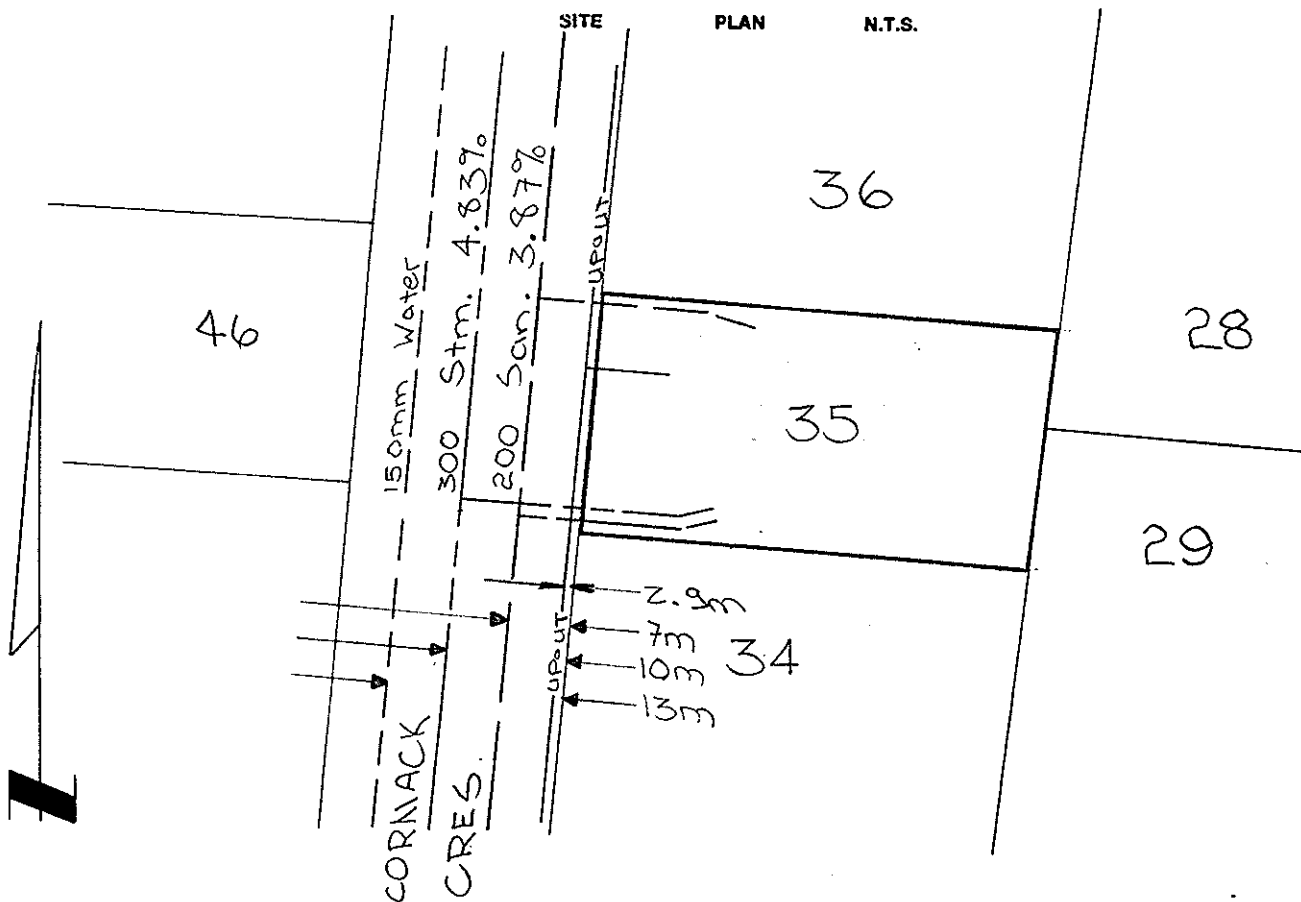 SITE PLAN N.T.S.
36
46
28
35
29
34
150mm Water
300 Stm. 4.83%
200 San. 3.87%
UPOUT
UPOUT
2.9m
7m
10m
13m
CORMACK
CRES.